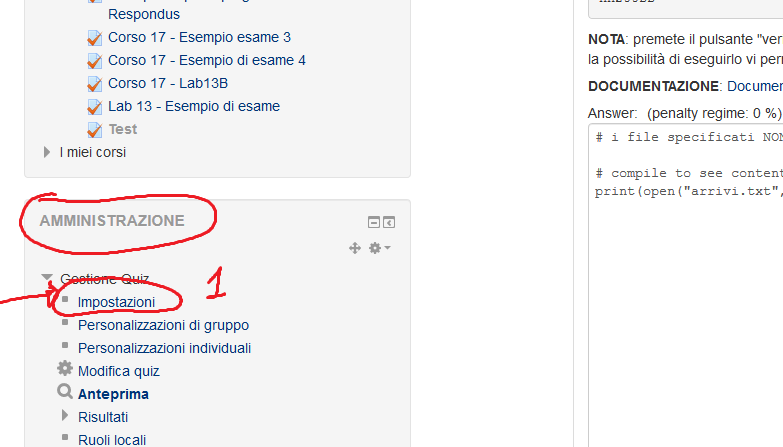 Respondus
Corso 17 - Esempio esame 3
Corso 17 - Esempio di esame 4
Corso 17 - Lab13B
Lab 13 - Esempio di esame
Test
I miei corsi
AMMINISTRAZIONE
Gestione Quiz
1
Impostazioni
Personalizzazioni di gruppo
Personalizzazioni individuali
Modifica quiz
Anteprima
Risultati
Ruoli locali
NOTA: premete il pulsante "ver
la possibilità di eseguirlo vi perm
DOCUMENTAZIONE: Documen
Answer: (penalty regime: 0 %)
# i file specificati NON
# compile to see content
print(open("arrivi.txt",